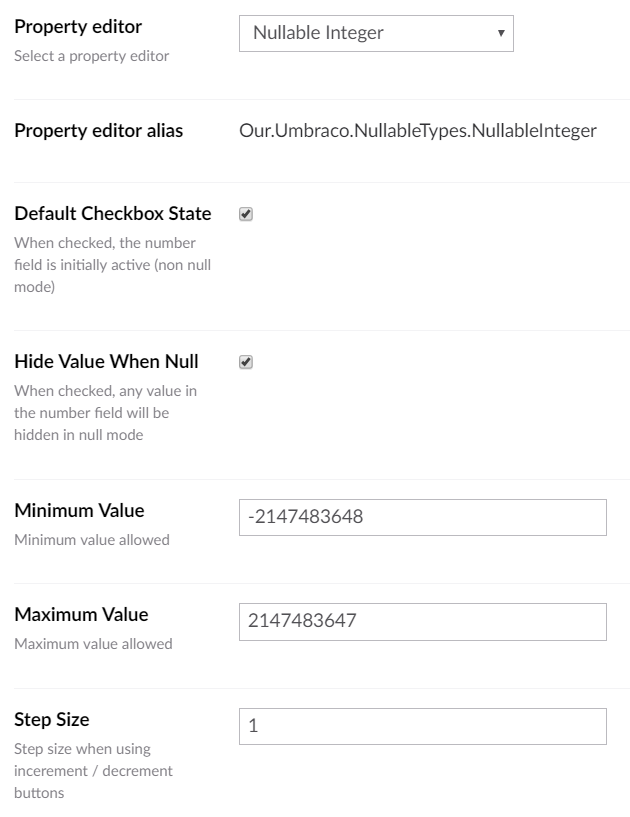 Property editor
Nullable Integer
Select a property editor
Property editor alias
Our.Umbraco.NullableTypes.NullableInteger
Default Checkbox State
When checked, the number
field is initially active (non null
mode)
Hide Value When Null
When checked, any value in
the number field will be
hidden in null mode
Minimum Value
-2147483648
Minimum value allowed
Maximum Value
2147483647
Maximum value allowed
Step Size
1
Step size when using
incerement / decrement
buttons